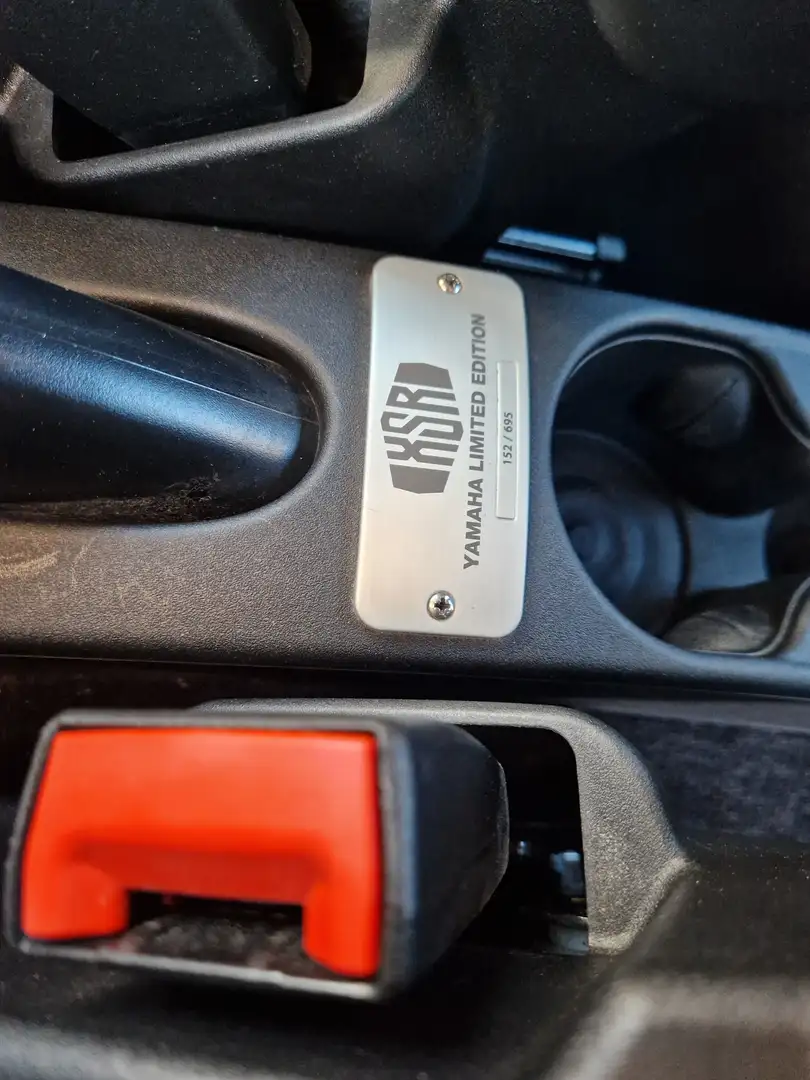 XSR
YAMAHA LIMITED EDITION
152 / 695